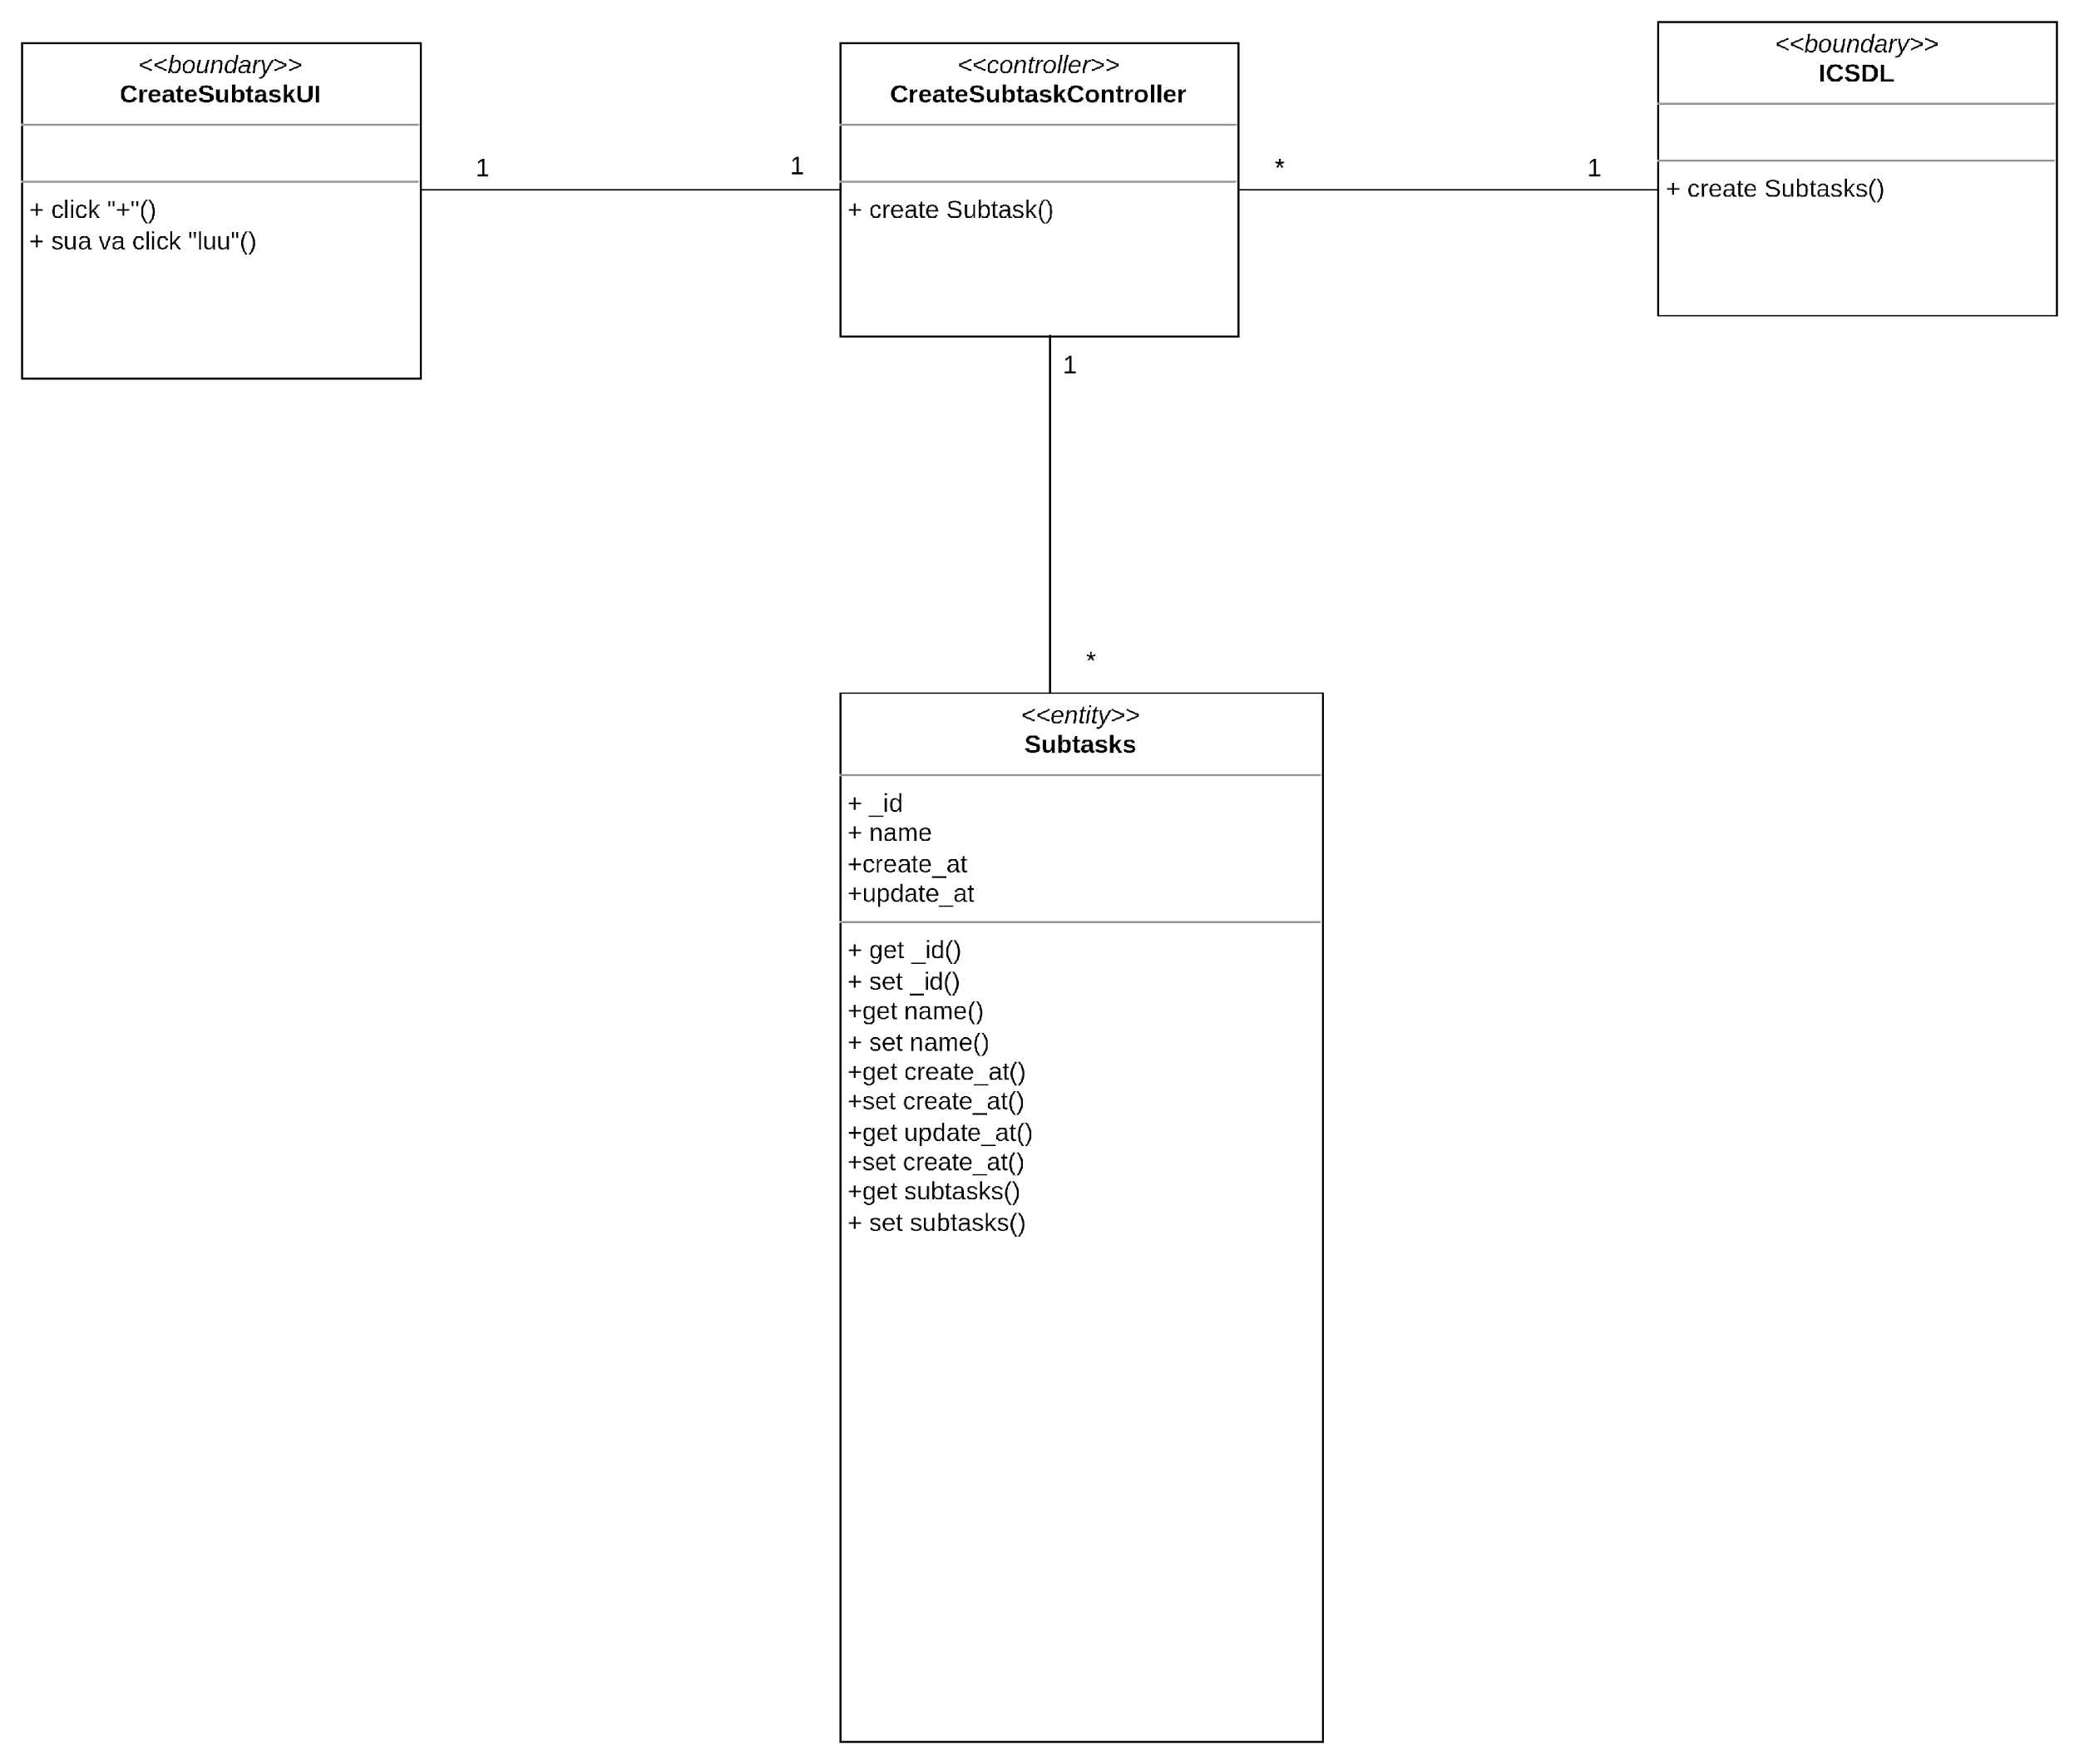 <<boundary>>
CreateSubtaskUI
+ click "+"()
+ sua va click "luu"()
1
1
<<controller>>
CreateSubtaskController
+ create Subtask()
*
1
<<boundary>>
ICSDL
+ create Subtasks()
1
*
<<entity>>
Subtasks
+ _id
+ name
+create_at
+update_at
+ get _id()
+ set _id()
+get name()
+ set name()
+get create_at()
+set create_at()
+get update_at()
+set create_at()
+get subtasks()
+ set subtasks()